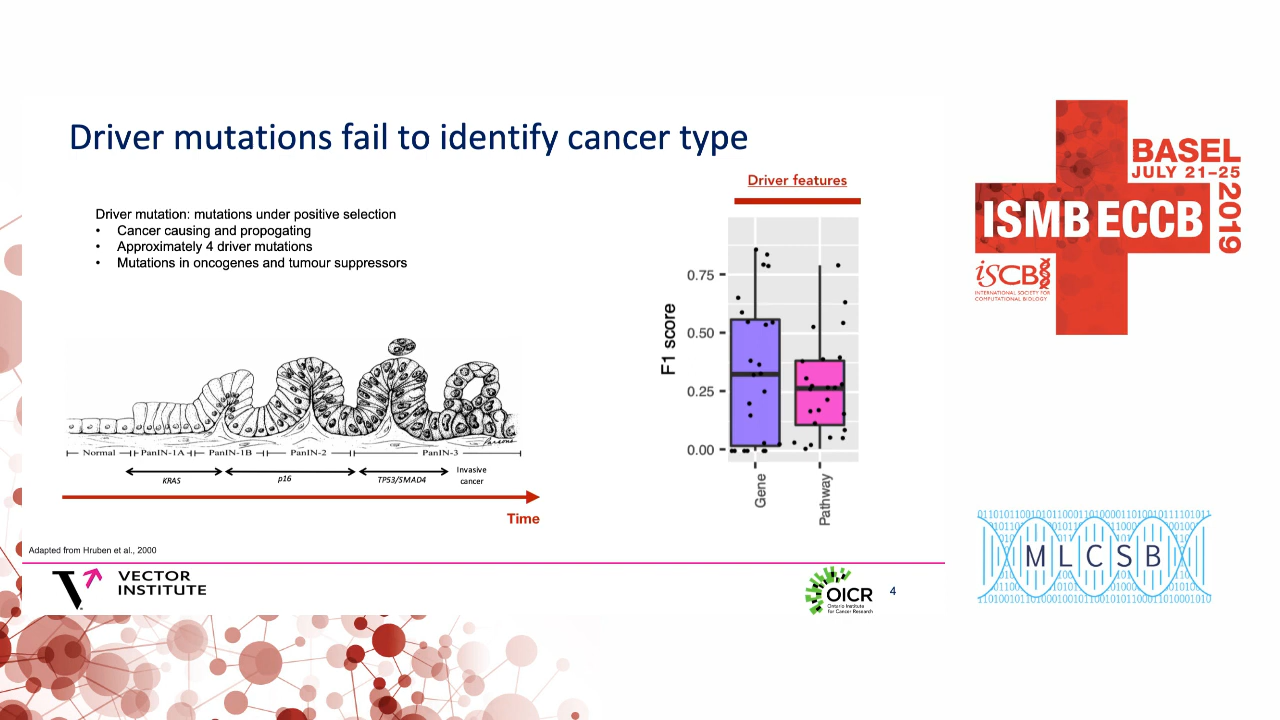 Driver mutations fail to identify cancer type
Driver mutation: mutations under positive selection
• Cancer causing and propogating
• Approximately 4 driver mutations
• Mutations in oncogenes and tumour suppressors
Normal
PanIN-1A
PanIN-1B
PanIN-2
PanIN-3
KRAS
p16
TP53/SMAD4
Invasive
cancer
Time
Adapted from Hruben et al., 2000
Driver features
F1 score
0.75
0.50
0.25
0.00
Gene
Pathway
VECTOR
INSTITUTE
OICR
Ontario Institute
for Cancer Research
4
BASEL
JULY 21–25
2019
ISMB ECCB
iSCB
INTERNATIONAL SOCIETY FOR
COMPUTATIONAL BIOLOGY
MLCSB